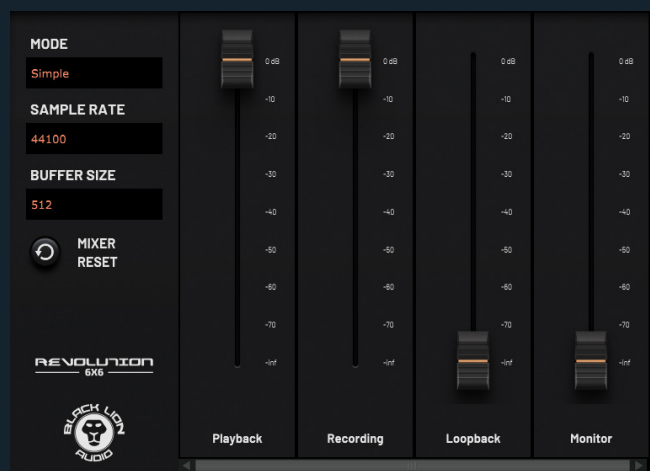 MODE
Simple
SAMPLE RATE
44100
BUFFER SIZE
512
MIXER
RESET
REVOLUTION
6X6
BLACK LION
AUDIO
0 dB
-10
-20
-30
-40
-50
-60
-70
-inf
Playback
0 dB
-10
-20
-30
-40
-50
-60
-70
-inf
Recording
0 dB
-10
-20
-30
-40
-50
-60
-70
-inf
Loopback
0 dB
-10
-20
-30
-40
-50
-60
-70
-inf
Monitor